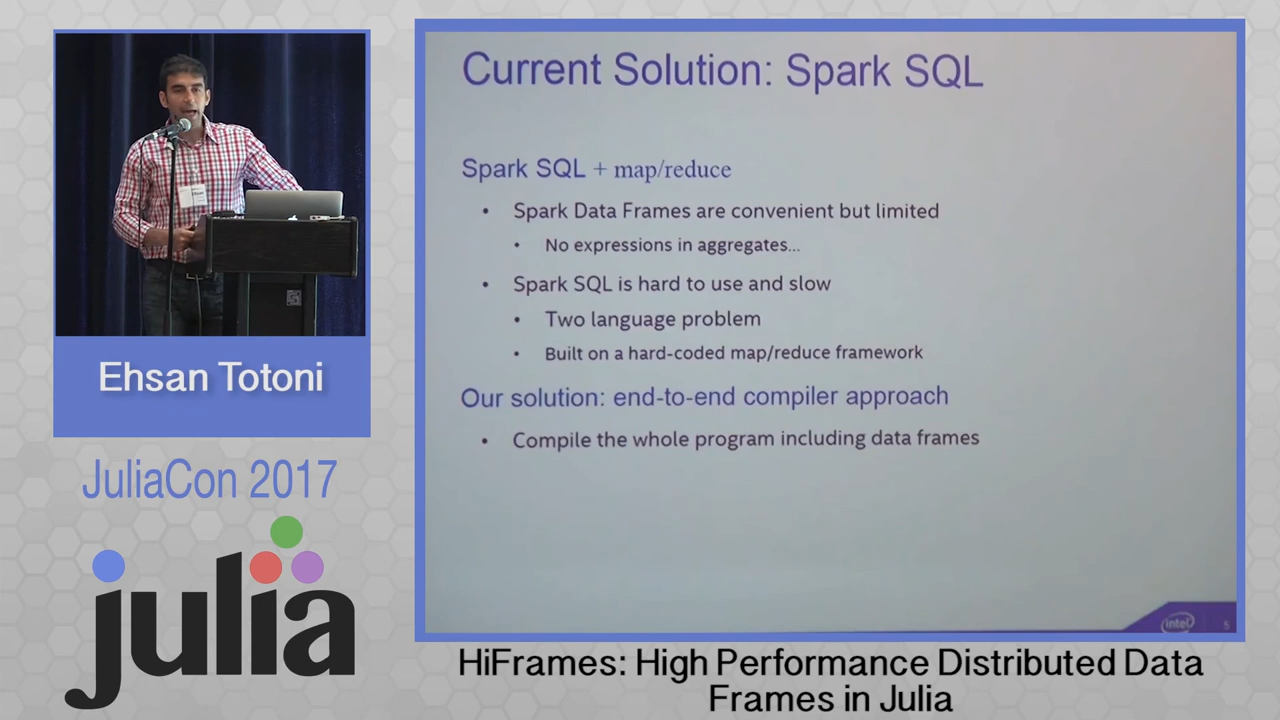 Ehsan Totoni
JuliaCon 2017
julia
Current Solution: Spark SQL
Spark SQL + map/reduce
• Spark Data Frames are convenient but limited
• No expressions in aggregates...
• Spark SQL is hard to use and slow
• Two language problem
• Built on a hard-coded map/reduce framework
Our solution: end-to-end compiler approach
• Compile the whole program including data frames
intel
5
HiFrames: High Performance Distributed Data
Frames in Julia